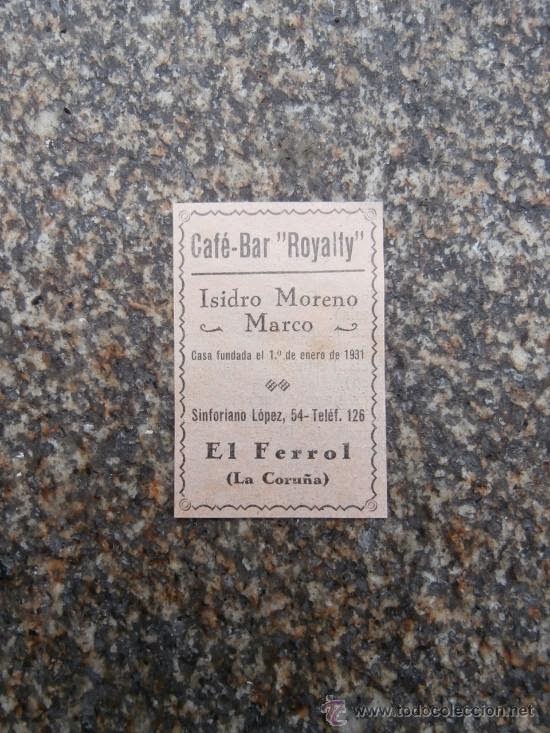 Café-Bar "Royalty"
Isidro Moreno
Marco
Casa fundada el 1.º de enero de 1931
Sinforiano López, 54- Teléf. 126
El Ferrol
(La Coruña)
www.todocoleccion.net